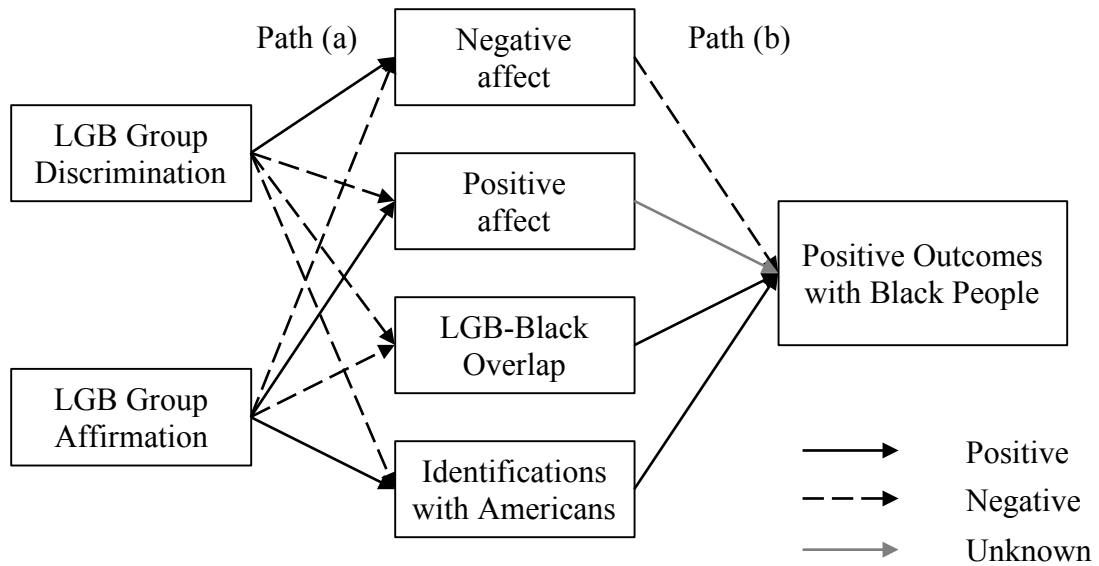 Path (a)
Path (b)
Negative
affect
LGB Group
Discrimination
Positive
affect
Positive Outcomes
with Black People
LGB-Black
Overlap
LGB Group
Affirmation
Identifications
with Americans
Positive
Negative
Unknown